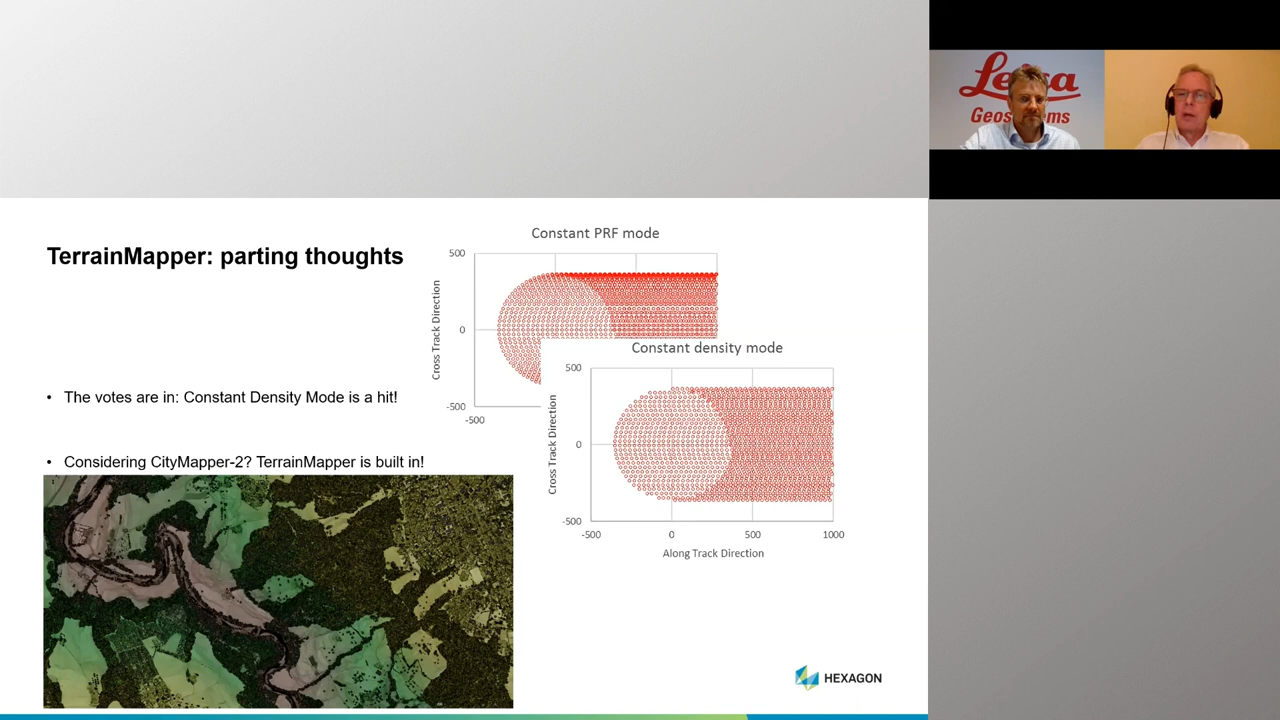 Leica
Geosystems
TerrainMapper: parting thoughts
• The votes are in: Constant Density Mode is a hit!
• Considering CityMapper-2? TerrainMapper is built in!
Constant PRF mode
Cross Track Direction
500
0
-500
-500
Constant density mode
Cross Track Direction
500
0
-500
-500 0 500 1000
Along Track Direction
HEXAGON